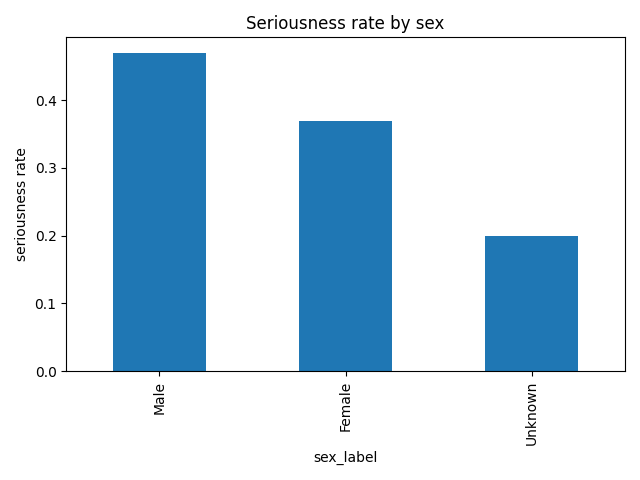 Seriousness rate by sex
seriousness rate
0.4
0.3
0.2
0.1
0.0
Male
Female
Unknown
sex_label